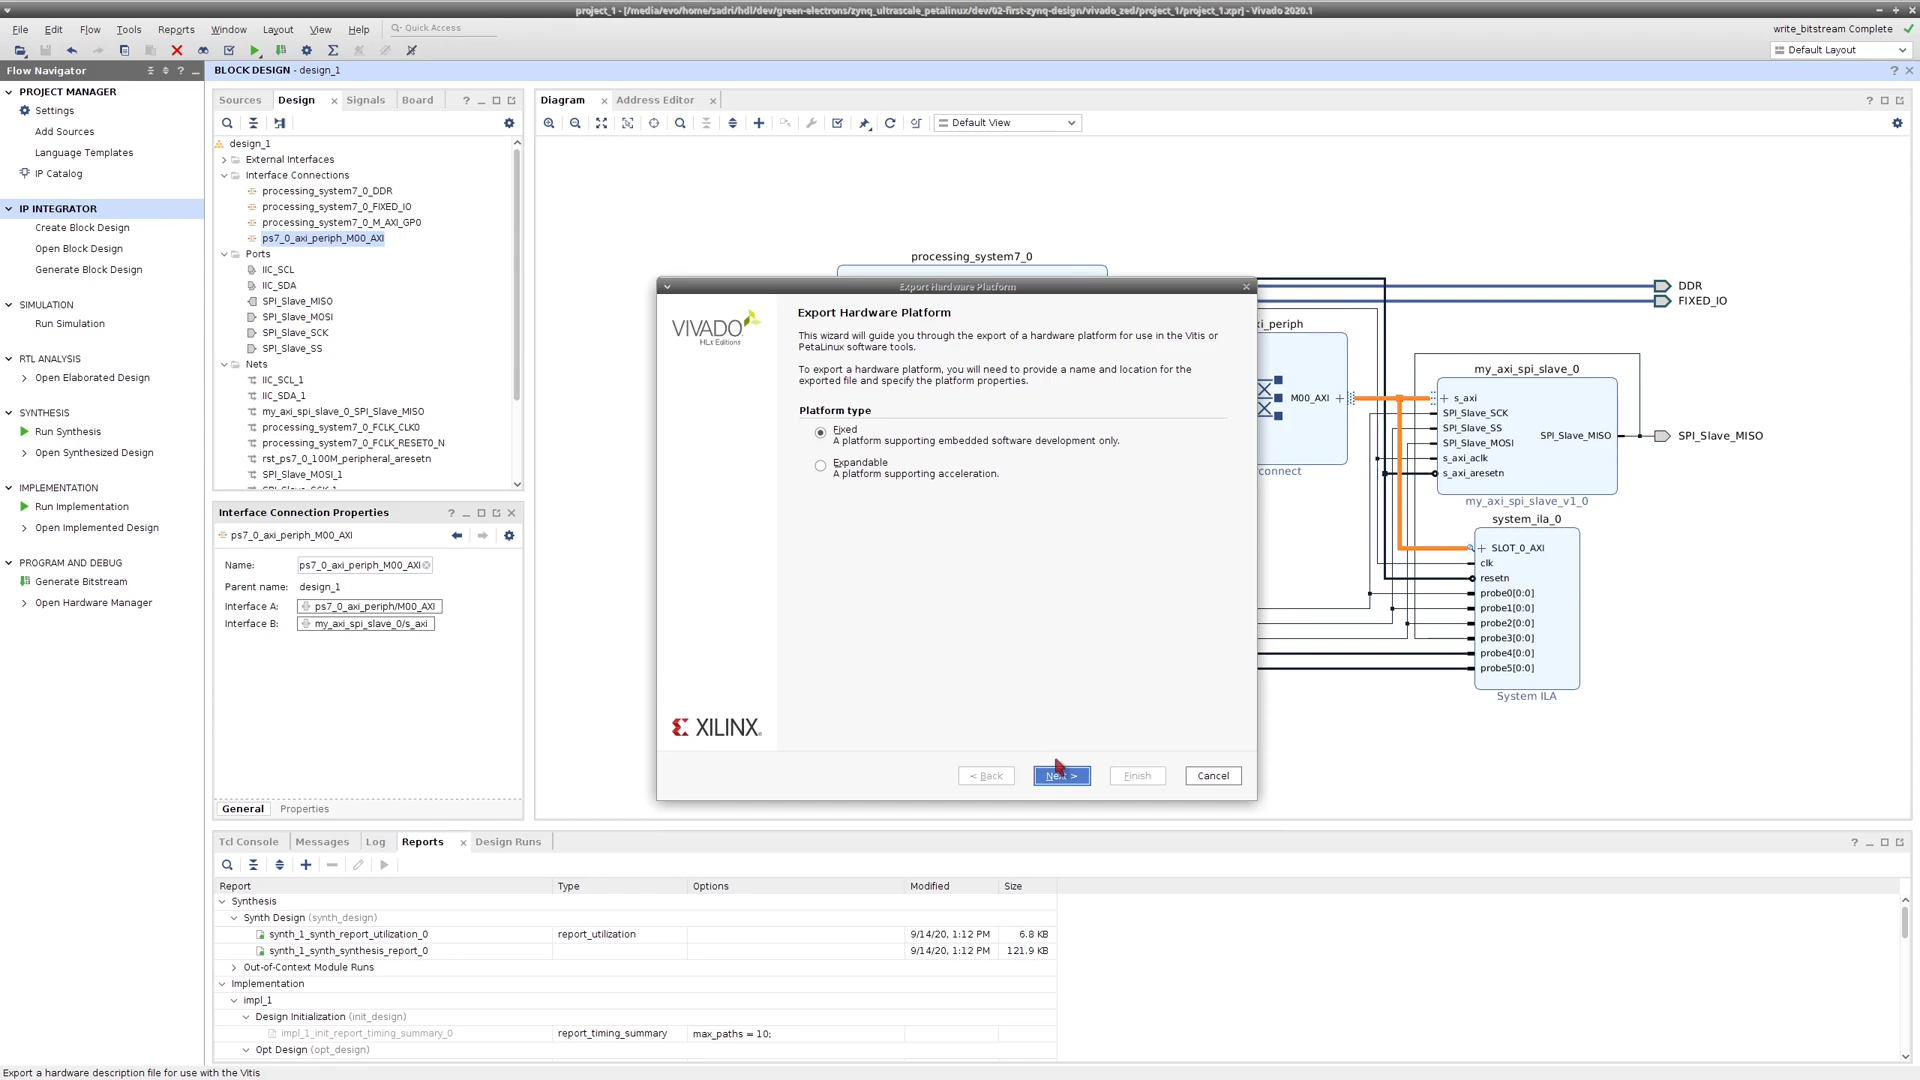 project_1 - [/media/evo/home/sadri/hdl/dev/green-electrons/zynq_ultrascale_petalinux/dev/02-first-zynq-design/vivado_zed/project_1/project_1.xpr] - Vivado 2020.1
File Edit Flow Tools Reports Window Layout View Help Quick Access
write_bitstream Complete
Default Layout
Flow Navigator
PROJECT MANAGER
Settings
Add Sources
Language Templates
IP Catalog
IP INTEGRATOR
Create Block Design
Open Block Design
Generate Block Design
SIMULATION
Run Simulation
RTL ANALYSIS
Open Elaborated Design
SYNTHESIS
Run Synthesis
Open Synthesized Design
IMPLEMENTATION
Run Implementation
Open Implemented Design
PROGRAM AND DEBUG
Generate Bitstream
Open Hardware Manager
BLOCK DESIGN - design_1
Sources Design Signals Board
design_1
External Interfaces
Interface Connections
processing_system7_0_DDR
processing_system7_0_FIXED_IO
processing_system7_0_M_AXI_GP0
ps7_0_axi_periph_M00_AXI
Ports
IIC_SCL
IIC_SDA
SPI_Slave_MISO
SPI_Slave_MOSI
SPI_Slave_SCK
SPI_Slave_SS
Nets
IIC_SCL_1
IIC_SDA_1
my_axi_spi_slave_0_SPI_Slave_MISO
processing_system7_0_FCLK_CLK0
processing_system7_0_FCLK_RESET0_N
rst_ps7_0_100M_peripheral_aresetn
SPI_Slave_MOSI_1
Interface Connection Properties
ps7_0_axi_periph_M00_AXI
Name: ps7_0_axi_periph_M00_AXI
Parent name: design_1
Interface A: ps7_0_axi_periph/M00_AXI
Interface B: my_axi_spi_slave_0/s_axi
General Properties
Diagram Address Editor
Default View
processing_system7_0
DDR
FIXED_IO
xi_periph
M00_AXI
connect
my_axi_spi_slave_0
s_axi
SPI_Slave_SCK
SPI_Slave_SS
SPI_Slave_MOSI
s_axi_aclk
s_axi_aresetn
SPI_Slave_MISO
SPI_Slave_MISO
my_axi_spi_slave_v1_0
system_ila_0
SLOT_0_AXI
clk
resetn
probe0[0:0]
probe1[0:0]
probe2[0:0]
probe3[0:0]
probe4[0:0]
probe5[0:0]
System ILA
Export Hardware Platform
VIVADO
HLx Editions
XILINX
Export Hardware Platform
This wizard will guide you through the export of a hardware platform for use in the Vitis or
PetaLinux software tools.
To export a hardware platform, you will need to provide a name and location for the
exported file and specify the platform properties.
Platform type
Fixed
A platform supporting embedded software development only.
Expandable
A platform supporting acceleration.
< Back Next > Finish Cancel
Tcl Console Messages Log Reports Design Runs
Report Type Options Modified Size
Synthesis
Synth Design (synth_design)
synth_1_synth_report_utilization_0 report_utilization 9/14/20, 1:12 PM 6.8 KB
synth_1_synth_synthesis_report_0 9/14/20, 1:12 PM 121.9 KB
Out-of-Context Module Runs
Implementation
impl_1
Design Initialization (init_design)
impl_1_init_report_timing_summary_0 report_timing_summary max_paths = 10;
Opt Design (opt_design)
Export a hardware description file for use with the Vitis